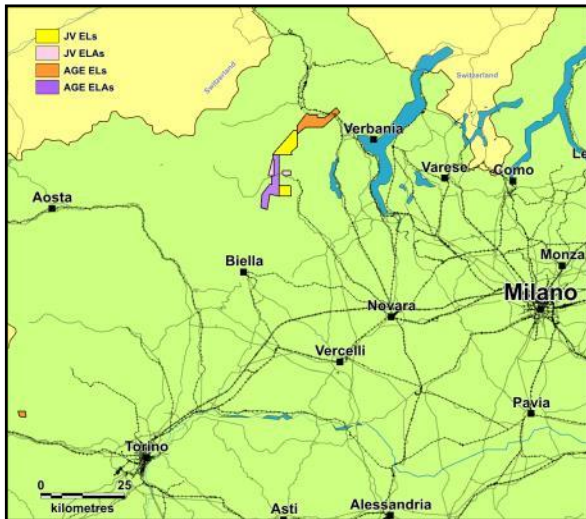 JV ELs
JV ELAs
AGE ELs
AGE ELAs
Switzerland
Switzerland
Verbania
Varese
Como
Le
Aosta
Biella
Monza
Milano
Novara
Vercelli
Pavia
Torino
0 25
kilometres
Asti
Alessandria